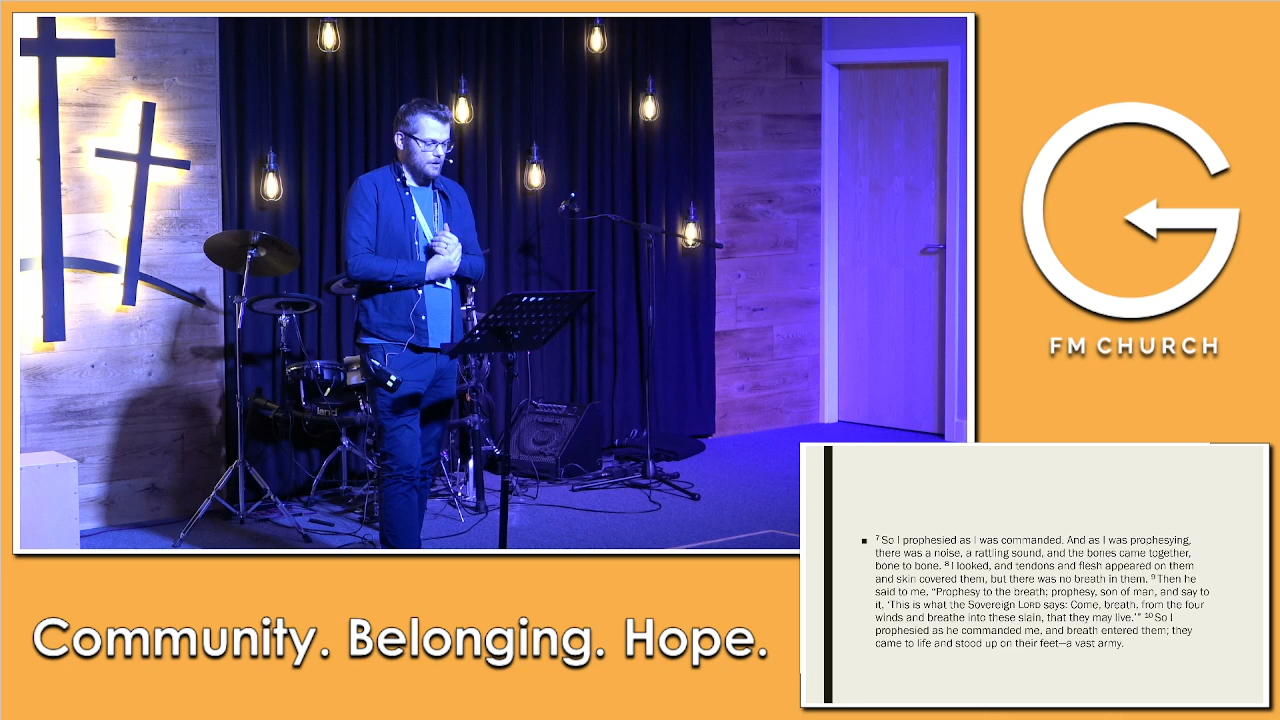 FM CHURCH
land
Roland
⁷ So I prophesied as I was commanded. And as I was prophesying,
there was a noise, a rattling sound, and the bones came together,
bone to bone. ⁸ I looked, and tendons and flesh appeared on them
and skin covered them, but there was no breath in them. ⁹ Then he
said to me, “Prophesy to the breath; prophesy, son of man, and say to
it, ‘This is what the Sovereign LORD says: Come, breath, from the four
winds and breathe into these slain, that they may live.’” ¹⁰ So I
prophesied as he commanded me, and breath entered them; they
came to life and stood up on their feet—a vast army.
Community. Belonging. Hope.